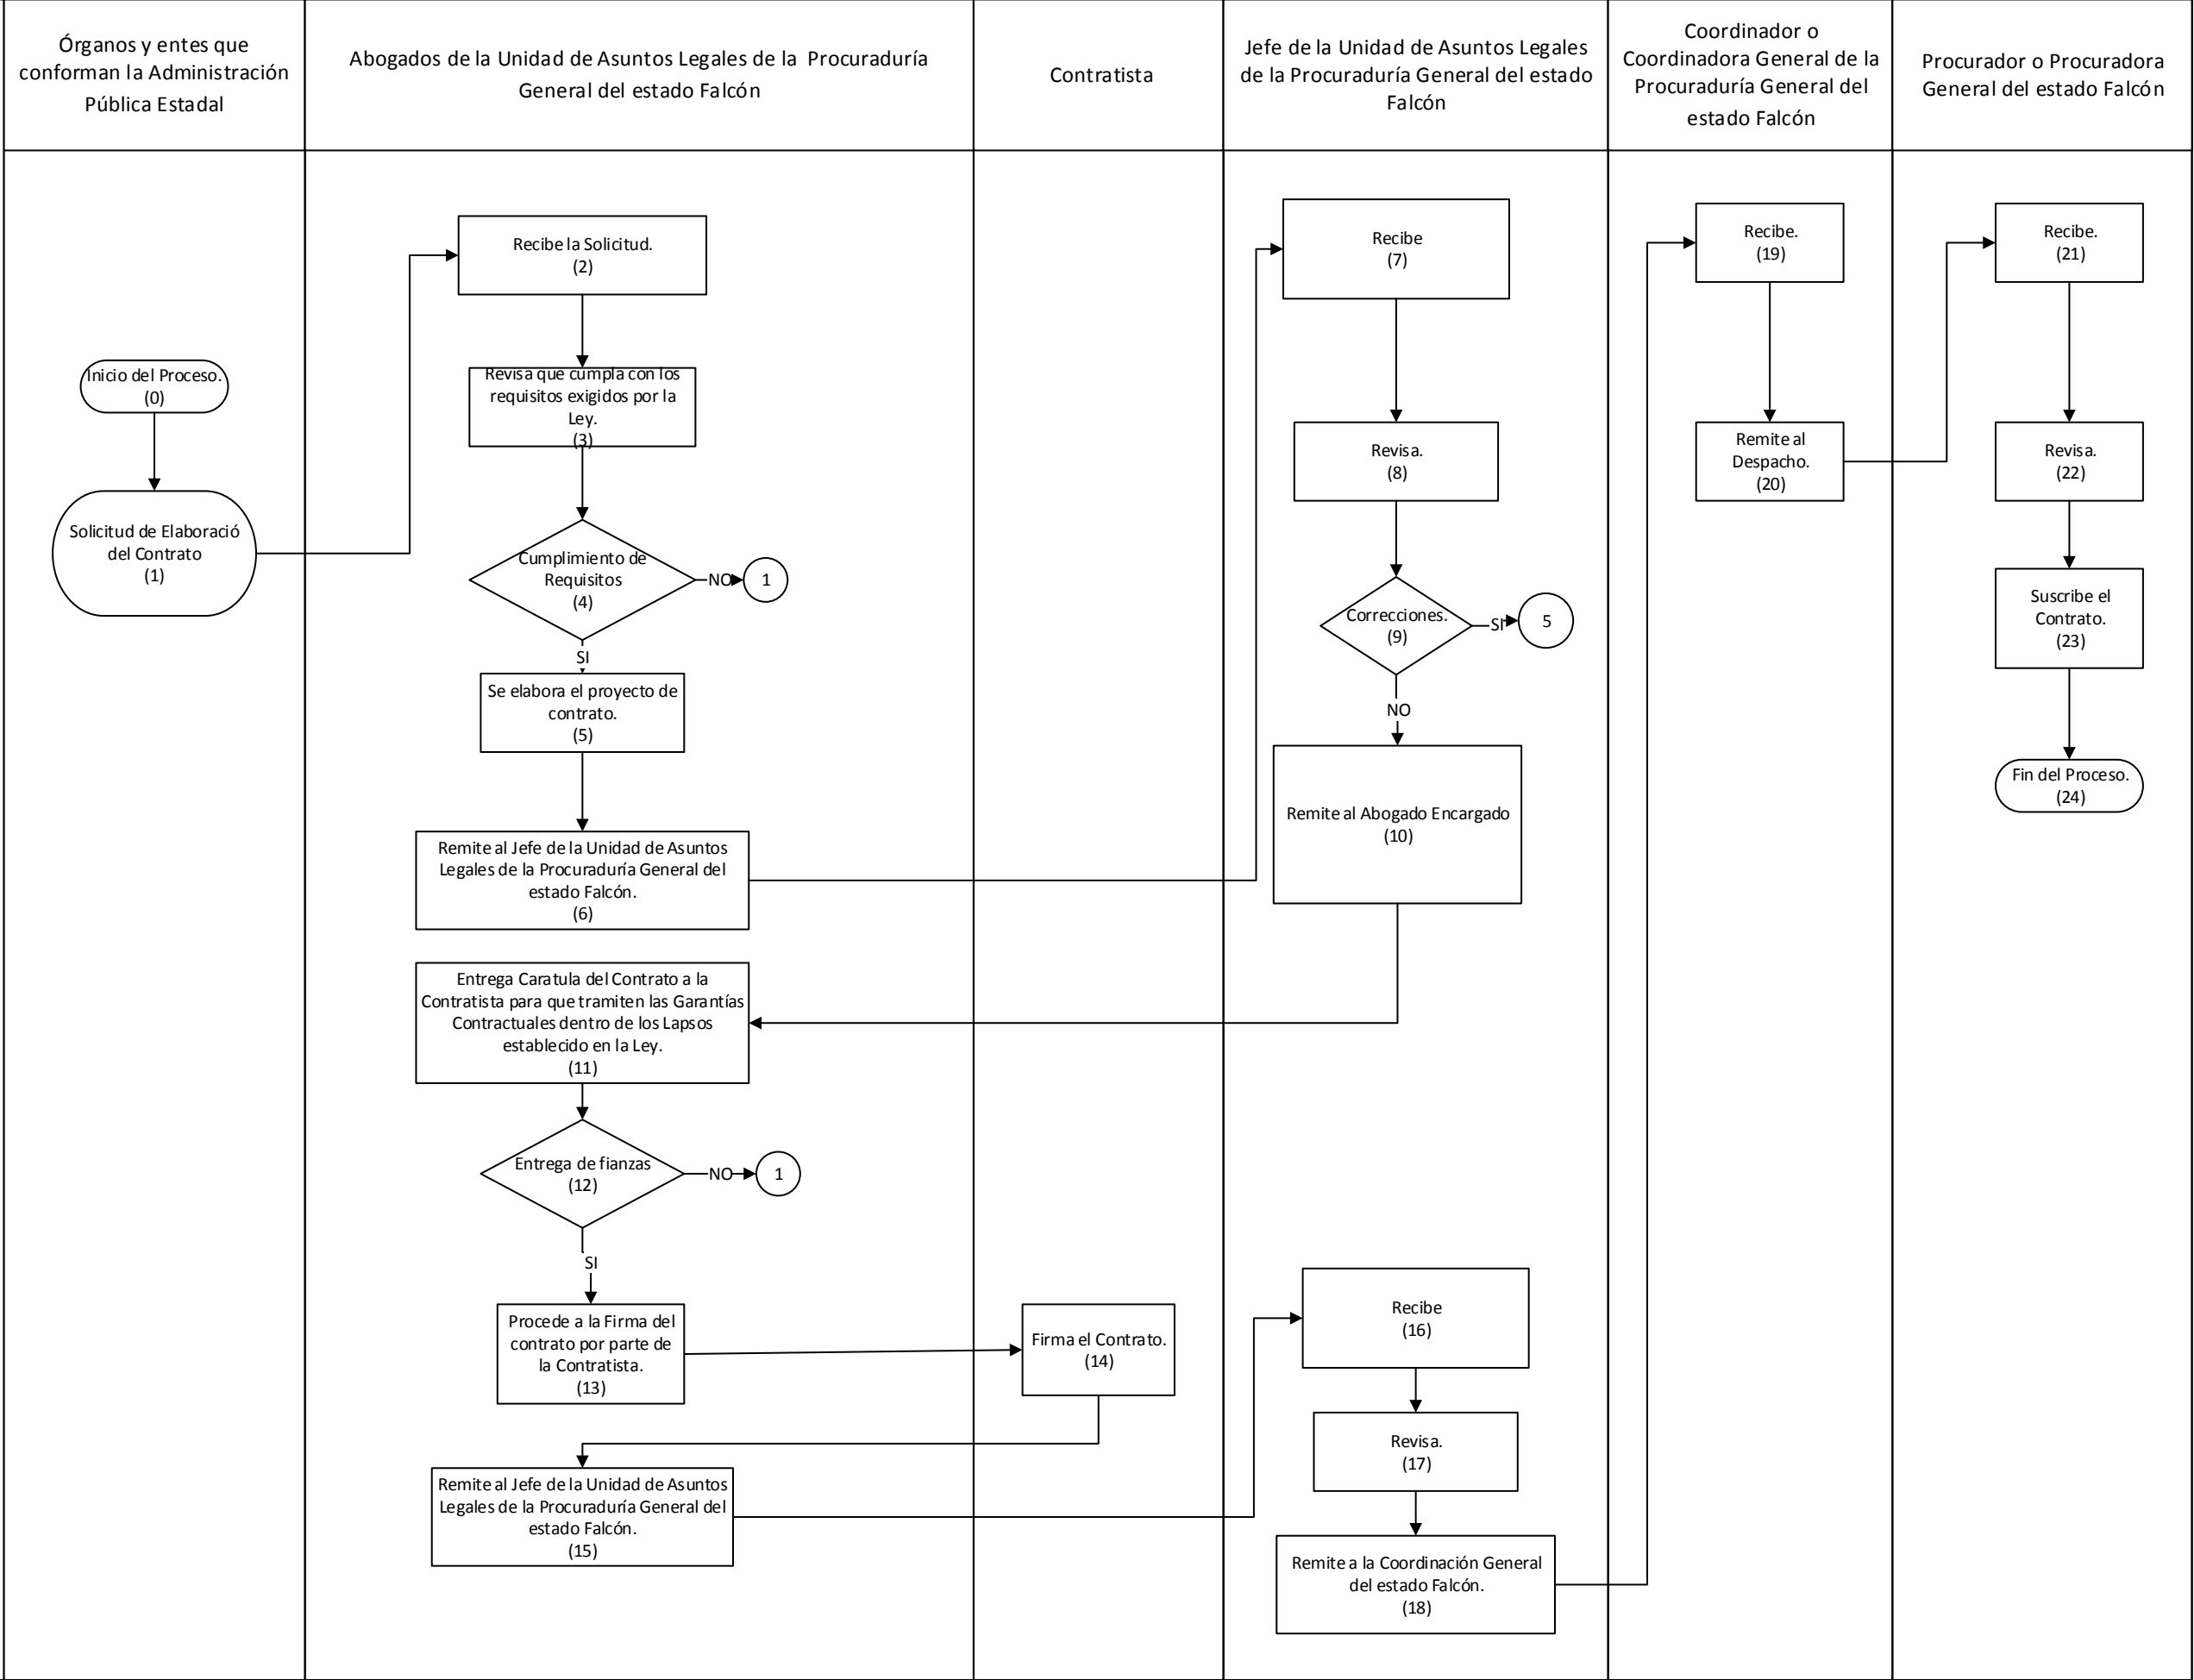 Órganos y entes que
conforman la Administración
Pública Estadal
Abogados de la Unidad de Asuntos Legales de la Procuraduría
General del estado Falcón
Contratista
Jefe de la Unidad de Asuntos Legales
de la Procuraduría General del estado
Falcón
Coordinador o
Coordinadora General de la
Procuraduría General del
estado Falcón
Procurador o Procuradora
General del estado Falcón
Inicio del Proceso.
(0)
Solicitud de Elaboració
del Contrato
(1)
Recibe la Solicitud.
(2)
Revisa que cumpla con los
requisitos exigidos por la
Ley.
(3)
Cumplimiento de
Requisitos
(4)
NO
1
SI
Se elabora el proyecto de
contrato.
(5)
Remite al Jefe de la Unidad de Asuntos
Legales de la Procuraduría General del
estado Falcón.
(6)
Recibe
(7)
Revisa.
(8)
Correcciones.
(9)
SI
5
NO
Remite al Abogado Encargado
(10)
Entrega Caratula del Contrato a la
Contratista para que tramiten las Garantías
Contractuales dentro de los Lapsos
establecido en la Ley.
(11)
Entrega de fianzas
(12)
NO
1
SI
Procede a la Firma del
contrato por parte de
la Contratista.
(13)
Firma el Contrato.
(14)
Remite al Jefe de la Unidad de Asuntos
Legales de la Procuraduría General del
estado Falcón.
(15)
Recibe
(16)
Revisa.
(17)
Remite a la Coordinación General
del estado Falcón.
(18)
Recibe.
(19)
Remite al
Despacho.
(20)
Recibe.
(21)
Revisa.
(22)
Suscribe el
Contrato.
(23)
Fin del Proceso.
(24)